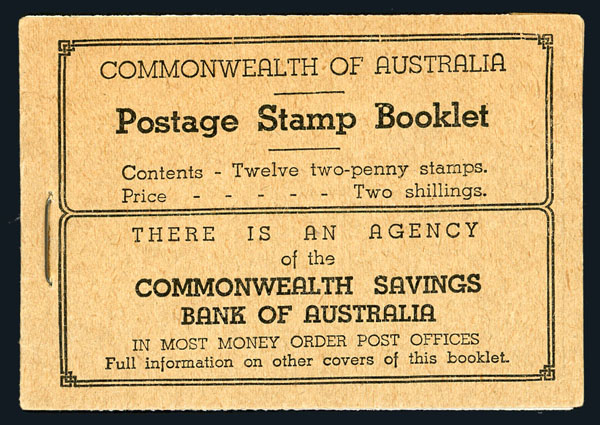 COMMONWEALTH OF AUSTRALIA
Postage Stamp Booklet
Contents - Twelve two-penny stamps.
Price - - - - - Two shillings.
THERE IS AN AGENCY
of the
COMMONWEALTH SAVINGS
BANK OF AUSTRALIA
IN MOST MONEY ORDER POST OFFICES
Full information on other covers of this booklet.